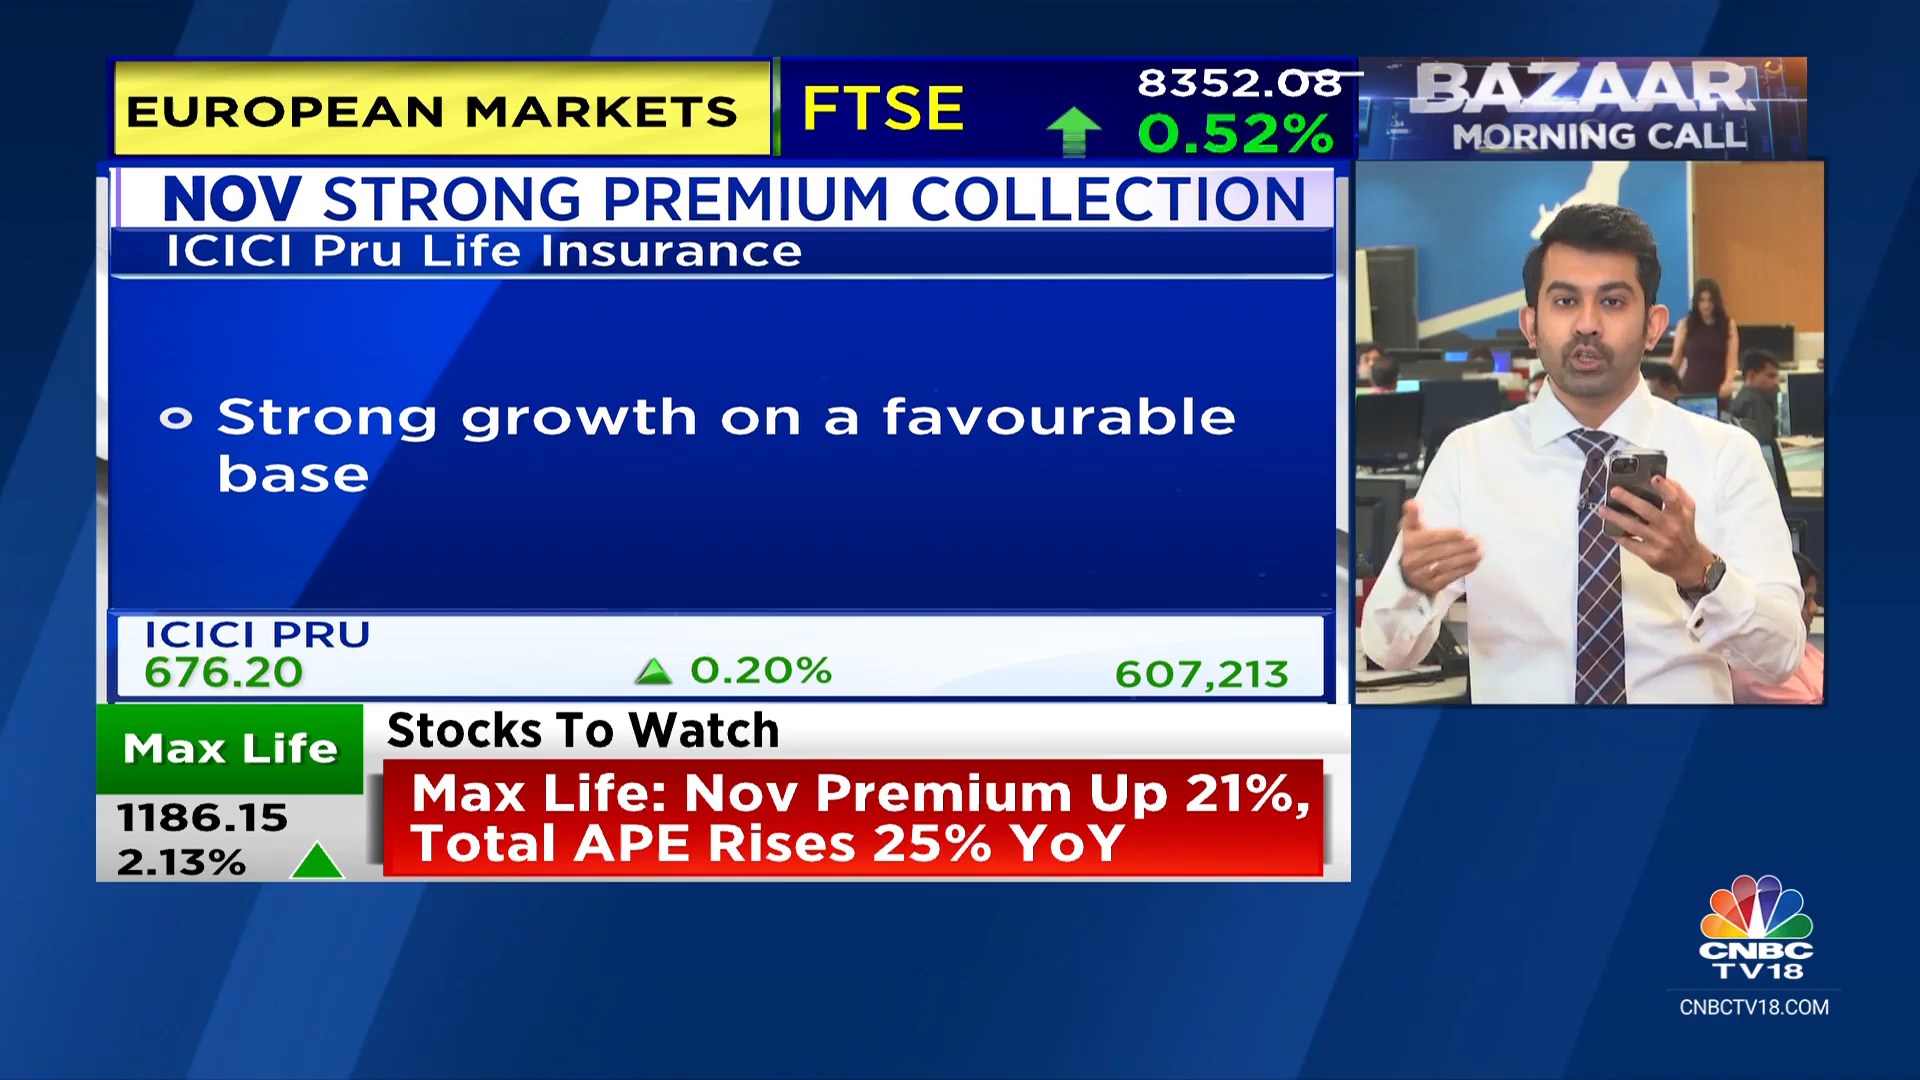 EUROPEAN MARKETS
FTSE
8352.08
0.52%
BAZAAR
MORNING CALL
NOV STRONG PREMIUM COLLECTION
ICICI Pru Life Insurance
Strong growth on a favourable
base
ICICI PRU
676.20
0.20%
607,213
Max Life
1186.15
2.13%
Stocks To Watch
Max Life: Nov Premium Up 21%,
Total APE Rises 25% YoY
CNBC
TV18
CNBCTV18.COM